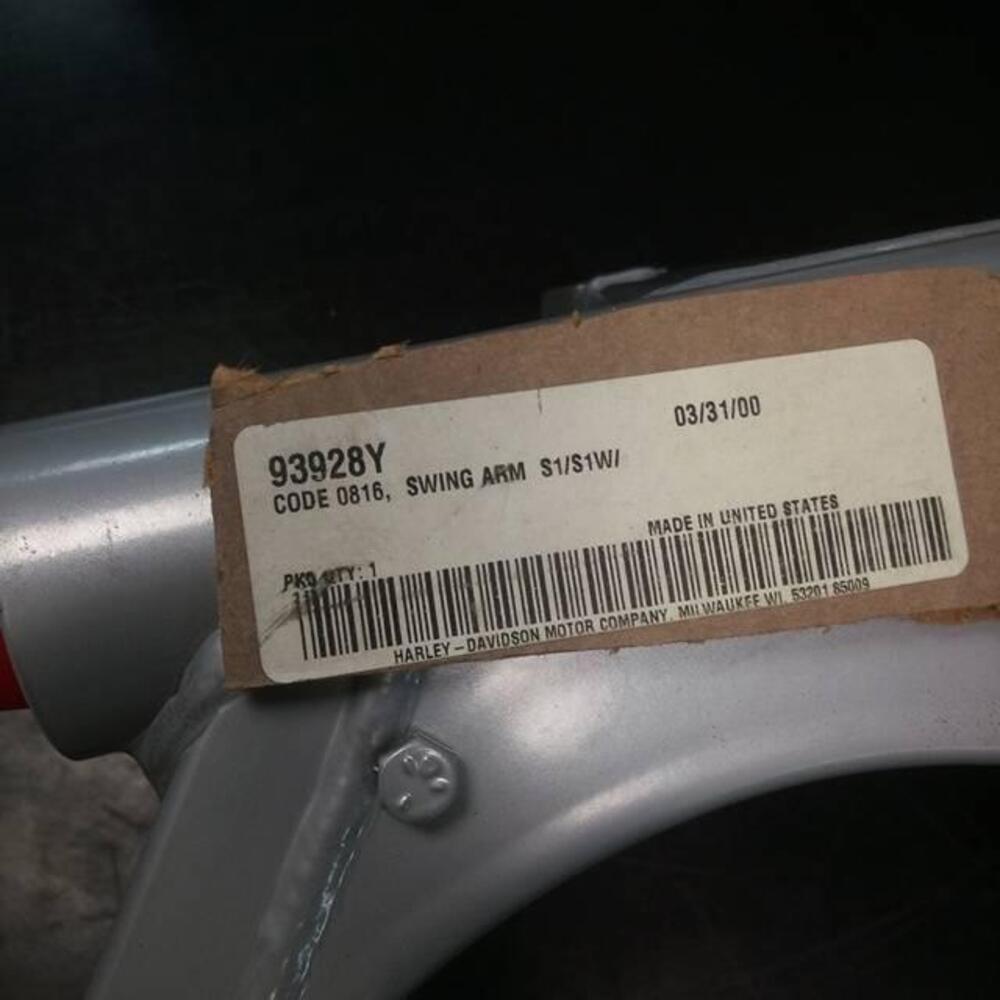 03/31/00
93928Y
CODE 0816, SWING ARM S1/S1W/
MADE IN UNITED STATES
PKG QTY: 1
HARLEY-DAVIDSON MOTOR COMPANY, MILWAUKEE WI. 53201 85009